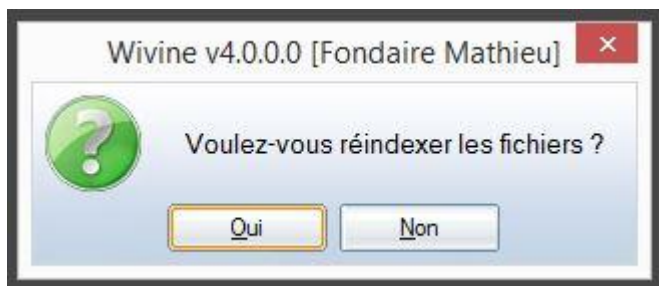 Wivine v4.0.0.0 [Fondaire Mathieu]
Voulez-vous réindexer les fichiers ?
Oui
Non